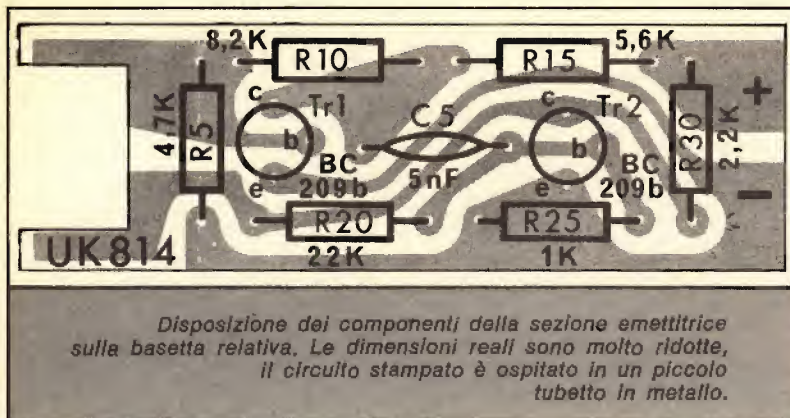 8,2K R10 R15 5,6K
c Tr1 C5 c Tr2 +
4,7K R5 b b R30 2,2K
e BC 209b 5nF e BC 209b −
R20 R25
UK814 22K 1K
Disposizione dei componenti della sezione emettitrice
sulla basetta relativa. Le dimensioni reali sono molto ridotte,
il circuito stampato è ospitato in un piccolo
tubetto in metallo.